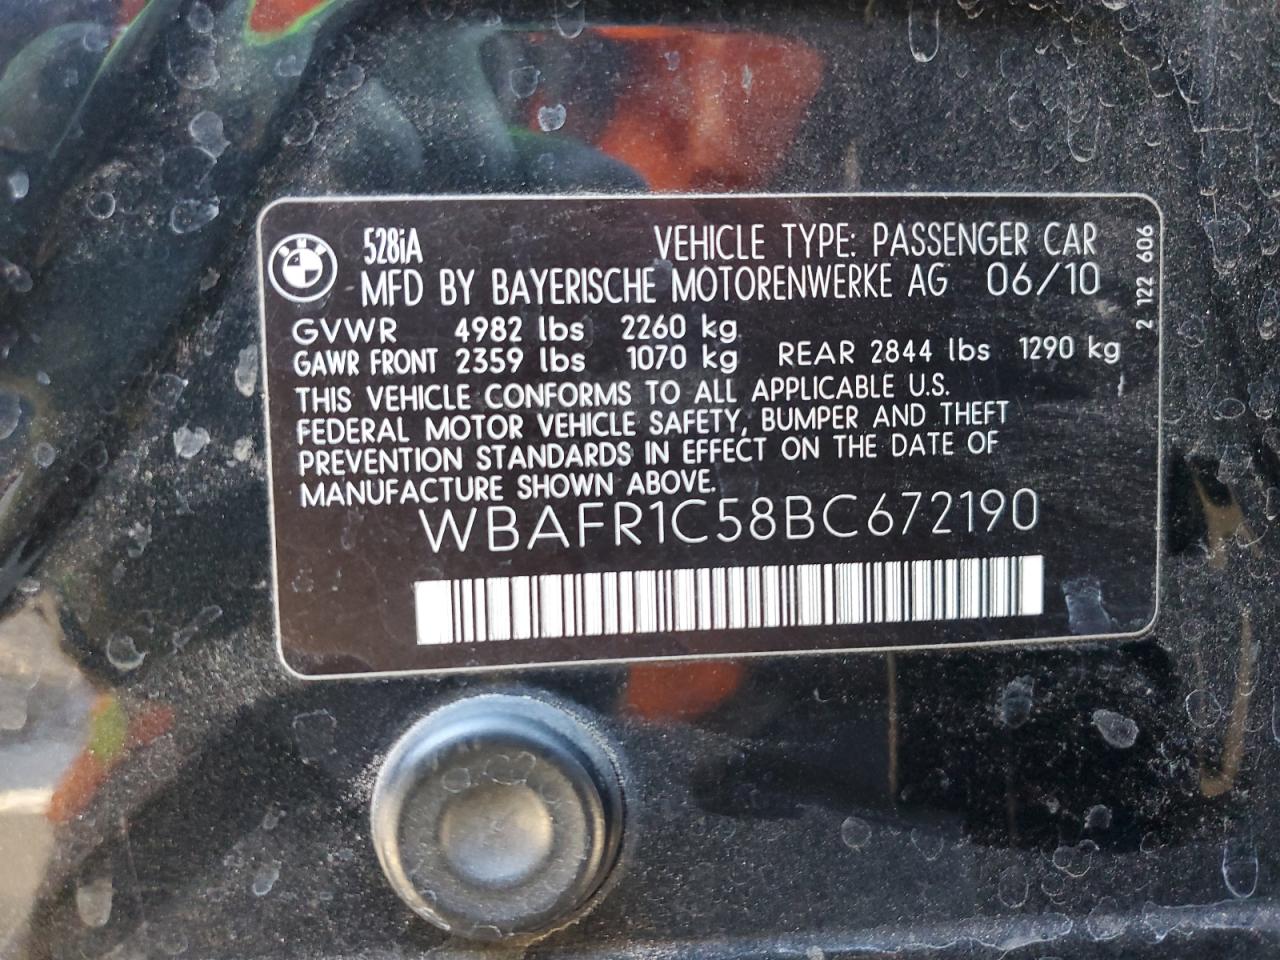 BMW
528iA
VEHICLE TYPE: PASSENGER CAR
MFD BY BAYERISCHE MOTORENWERKE AG 06/10
GVWR 4982 lbs 2260 kg
GAWR FRONT 2359 lbs 1070 kg REAR 2844 lbs 1290 kg
THIS VEHICLE CONFORMS TO ALL APPLICABLE U.S.
FEDERAL MOTOR VEHICLE SAFETY, BUMPER AND THEFT
PREVENTION STANDARDS IN EFFECT ON THE DATE OF
MANUFACTURE SHOWN ABOVE.
WBAFR1C58BC672190
2 122 606